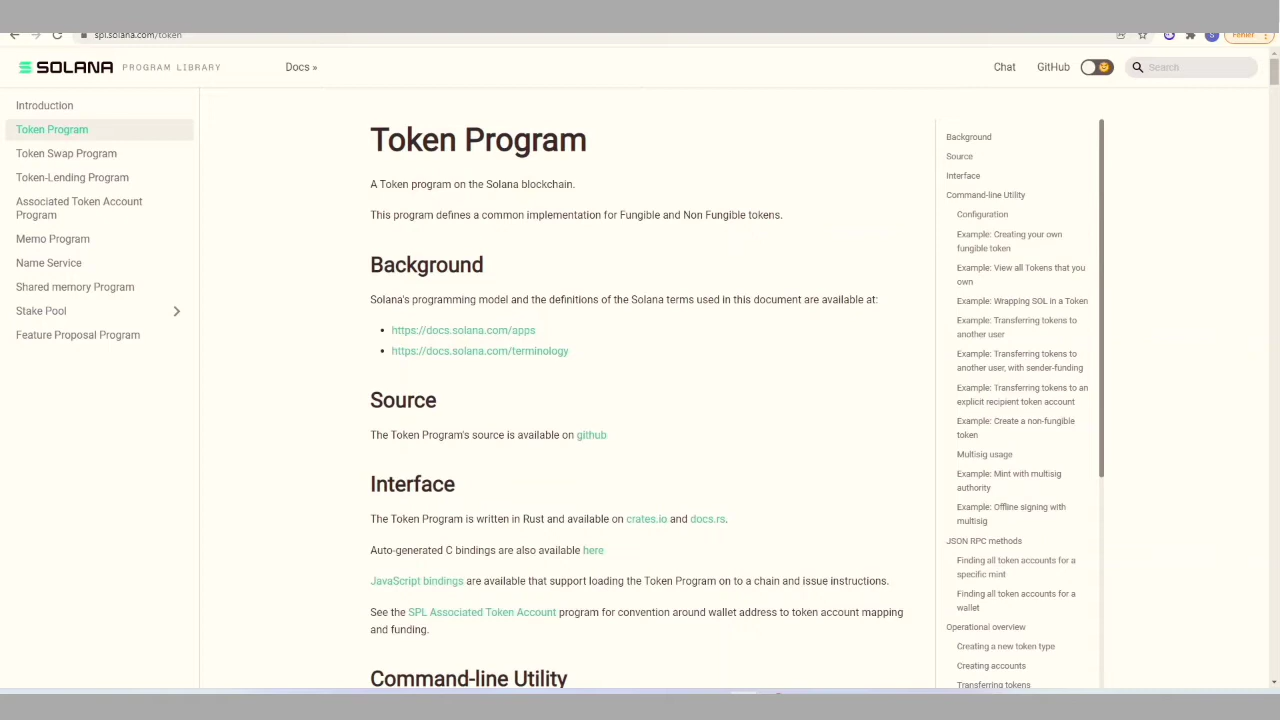 spl.solana.com/token
SOLANA PROGRAM LIBRARY
Docs »
Chat
GitHub
Search
Introduction
Token Program
Token Swap Program
Token-Lending Program
Associated Token Account
Program
Memo Program
Name Service
Shared memory Program
Stake Pool
Feature Proposal Program
Token Program
A Token program on the Solana blockchain.
This program defines a common implementation for Fungible and Non Fungible tokens.
Background
Solana's programming model and the definitions of the Solana terms used in this document are available at:
• https://docs.solana.com/apps
• https://docs.solana.com/terminology
Source
The Token Program's source is available on github
Interface
The Token Program is written in Rust and available on crates.io and docs.rs.
Auto-generated C bindings are also available here
JavaScript bindings are available that support loading the Token Program on to a chain and issue instructions.
See the SPL Associated Token Account program for convention around wallet address to token account mapping
and funding.
Command-line Utility
Background
Source
Interface
Command-line Utility
Configuration
Example: Creating your own
fungible token
Example: View all Tokens that you
own
Example: Wrapping SOL in a Token
Example: Transferring tokens to
another user
Example: Transferring tokens to
another user, with sender-funding
Example: Transferring tokens to an
explicit recipient token account
Example: Create a non-fungible
token
Multisig usage
Example: Mint with multisig
authority
Example: Offline signing with
multisig
JSON RPC methods
Finding all token accounts for a
specific mint
Finding all token accounts for a
wallet
Operational overview
Creating a new token type
Creating accounts
Transferring tokens